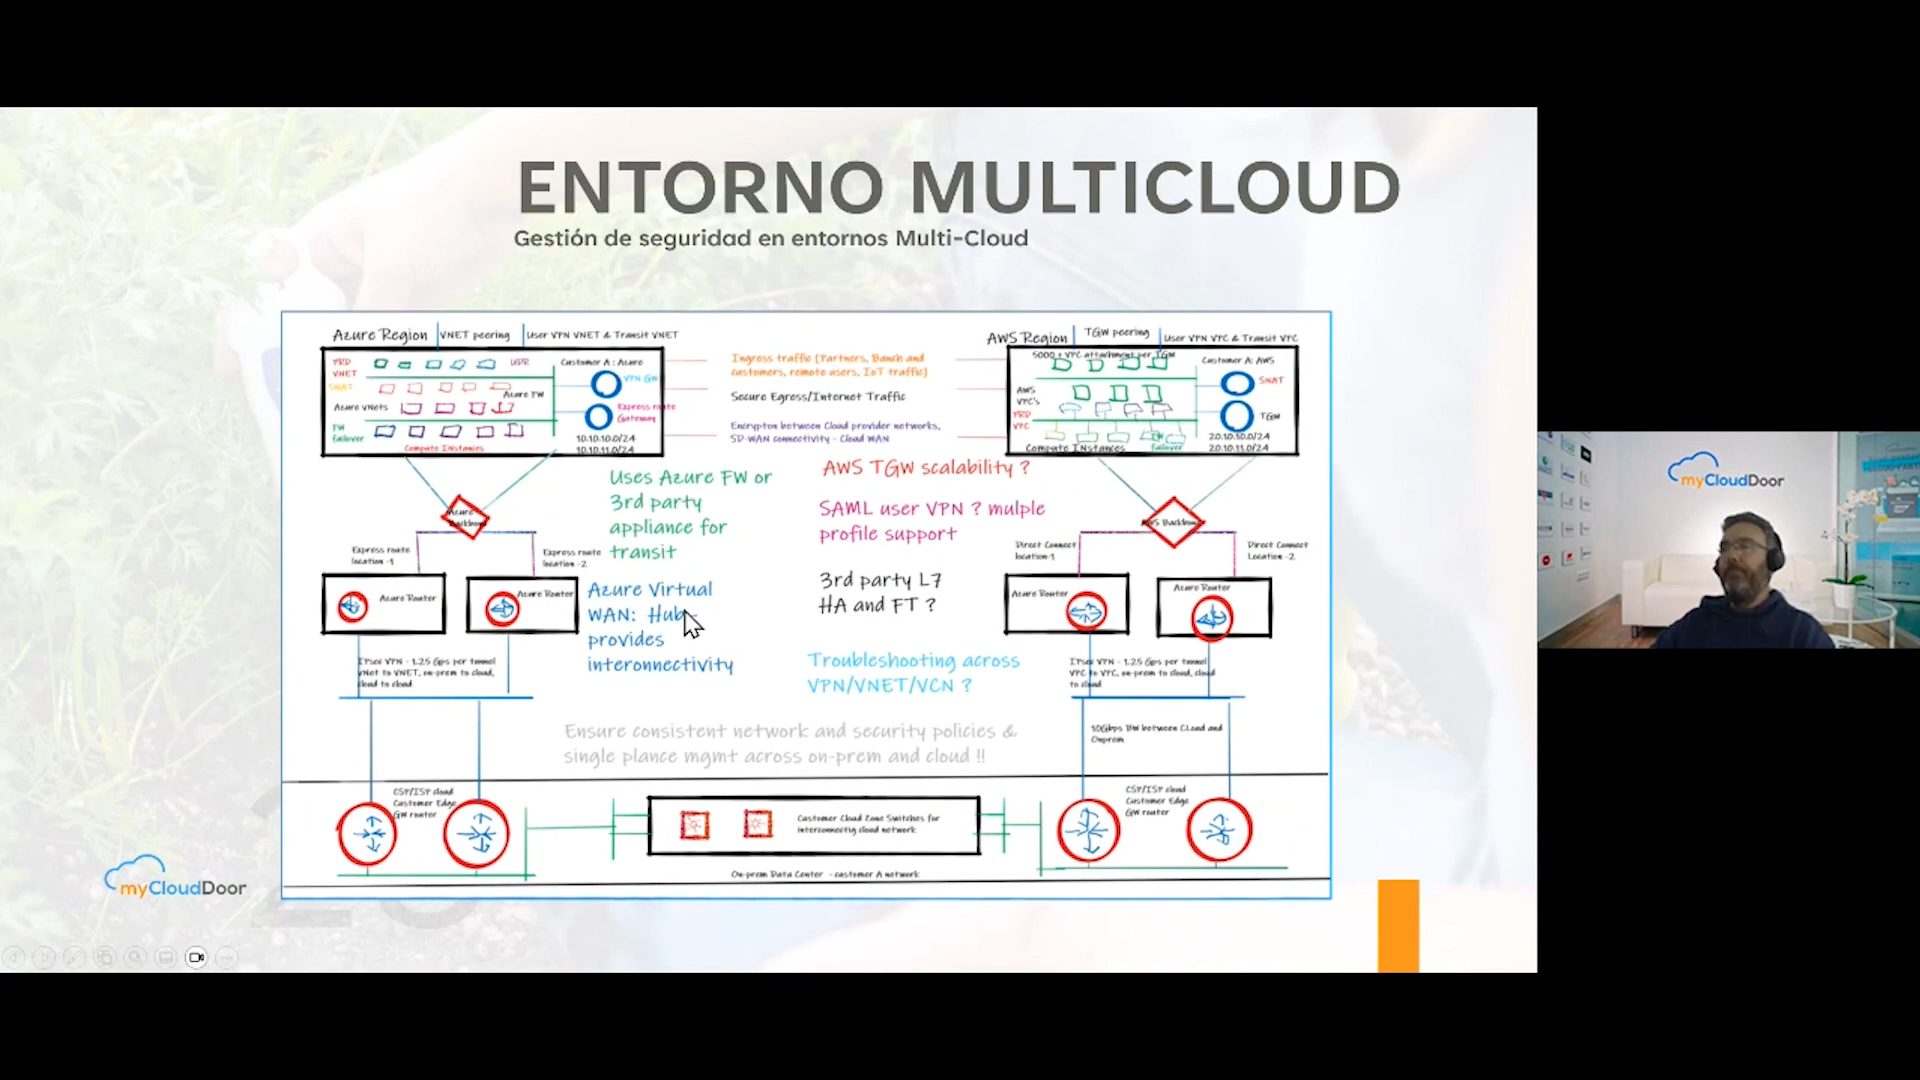 ENTORNO MULTICLOUD
Gestión de seguridad en entornos Multi-Cloud
Azure Region
VNET peering
User VPN VNET & Transit VNET
PRD
VNET
UDR
Customer A : Azure
VPN GW
SNAT
Azure FW
Azure VNets
Express route
Gateway
FW
failover
10.10.10.0/24
10.10.11.0/24
Compute INstances
Ingress traffic [Partners, Banch and
customers, remote users, IoT traffic]
Secure Egress/Internet Traffic
Encrypton between Cloud provider networks,
SD-WAN connectivity - Cloud WAN
AWS Region
TGW peering
User VPN VPC & Transit VPC
5000 + VPC attachment per TGW
Customer A: AWS
SNAT
AWS
VPC's
PRD
VPC
TGW
failover
20.10.10.0/24
20.10.11.0/24
Compute INstances
Azure
Backbone
Express route
location -1
Express route
location -2
Azure Router
Azure Router
Uses Azure FW or
3rd party
appliance for
transit
Azure Virtual
WAN: Hub
provides
interonnectivity
AWS TGW scalability ?
SAML user VPN ? mulple
profile support
3rd party L7
HA and FT ?
Troubleshooting across
VPN/VNET/VCN ?
AWS Backbone
Direct Connect
location-1
Direct Connect
Location -2
Azure Router
Azure Router
IPsec VPN - 1.25 Gps per tunnel
vNet to VNET, on-prem to cloud,
cloud to cloud
IPsec VPN - 1.25 Gps per tunnel
VPC to VPC, on-prem to cloud, cloud
to cloud
10Gbps BW between CLoud and
Onprem
Ensure consistent network and security policies &
single plance mgmt across on-prem and cloud !!
CSP/ISP cloud
Customer Edge
GW router
Customer Cloud Zone Switches for
interconnectig cloud network
CSP/ISP cloud
Customer Edge
GW router
On-prem Data Center - customer A network
myCloudDoor
myCloudDoor